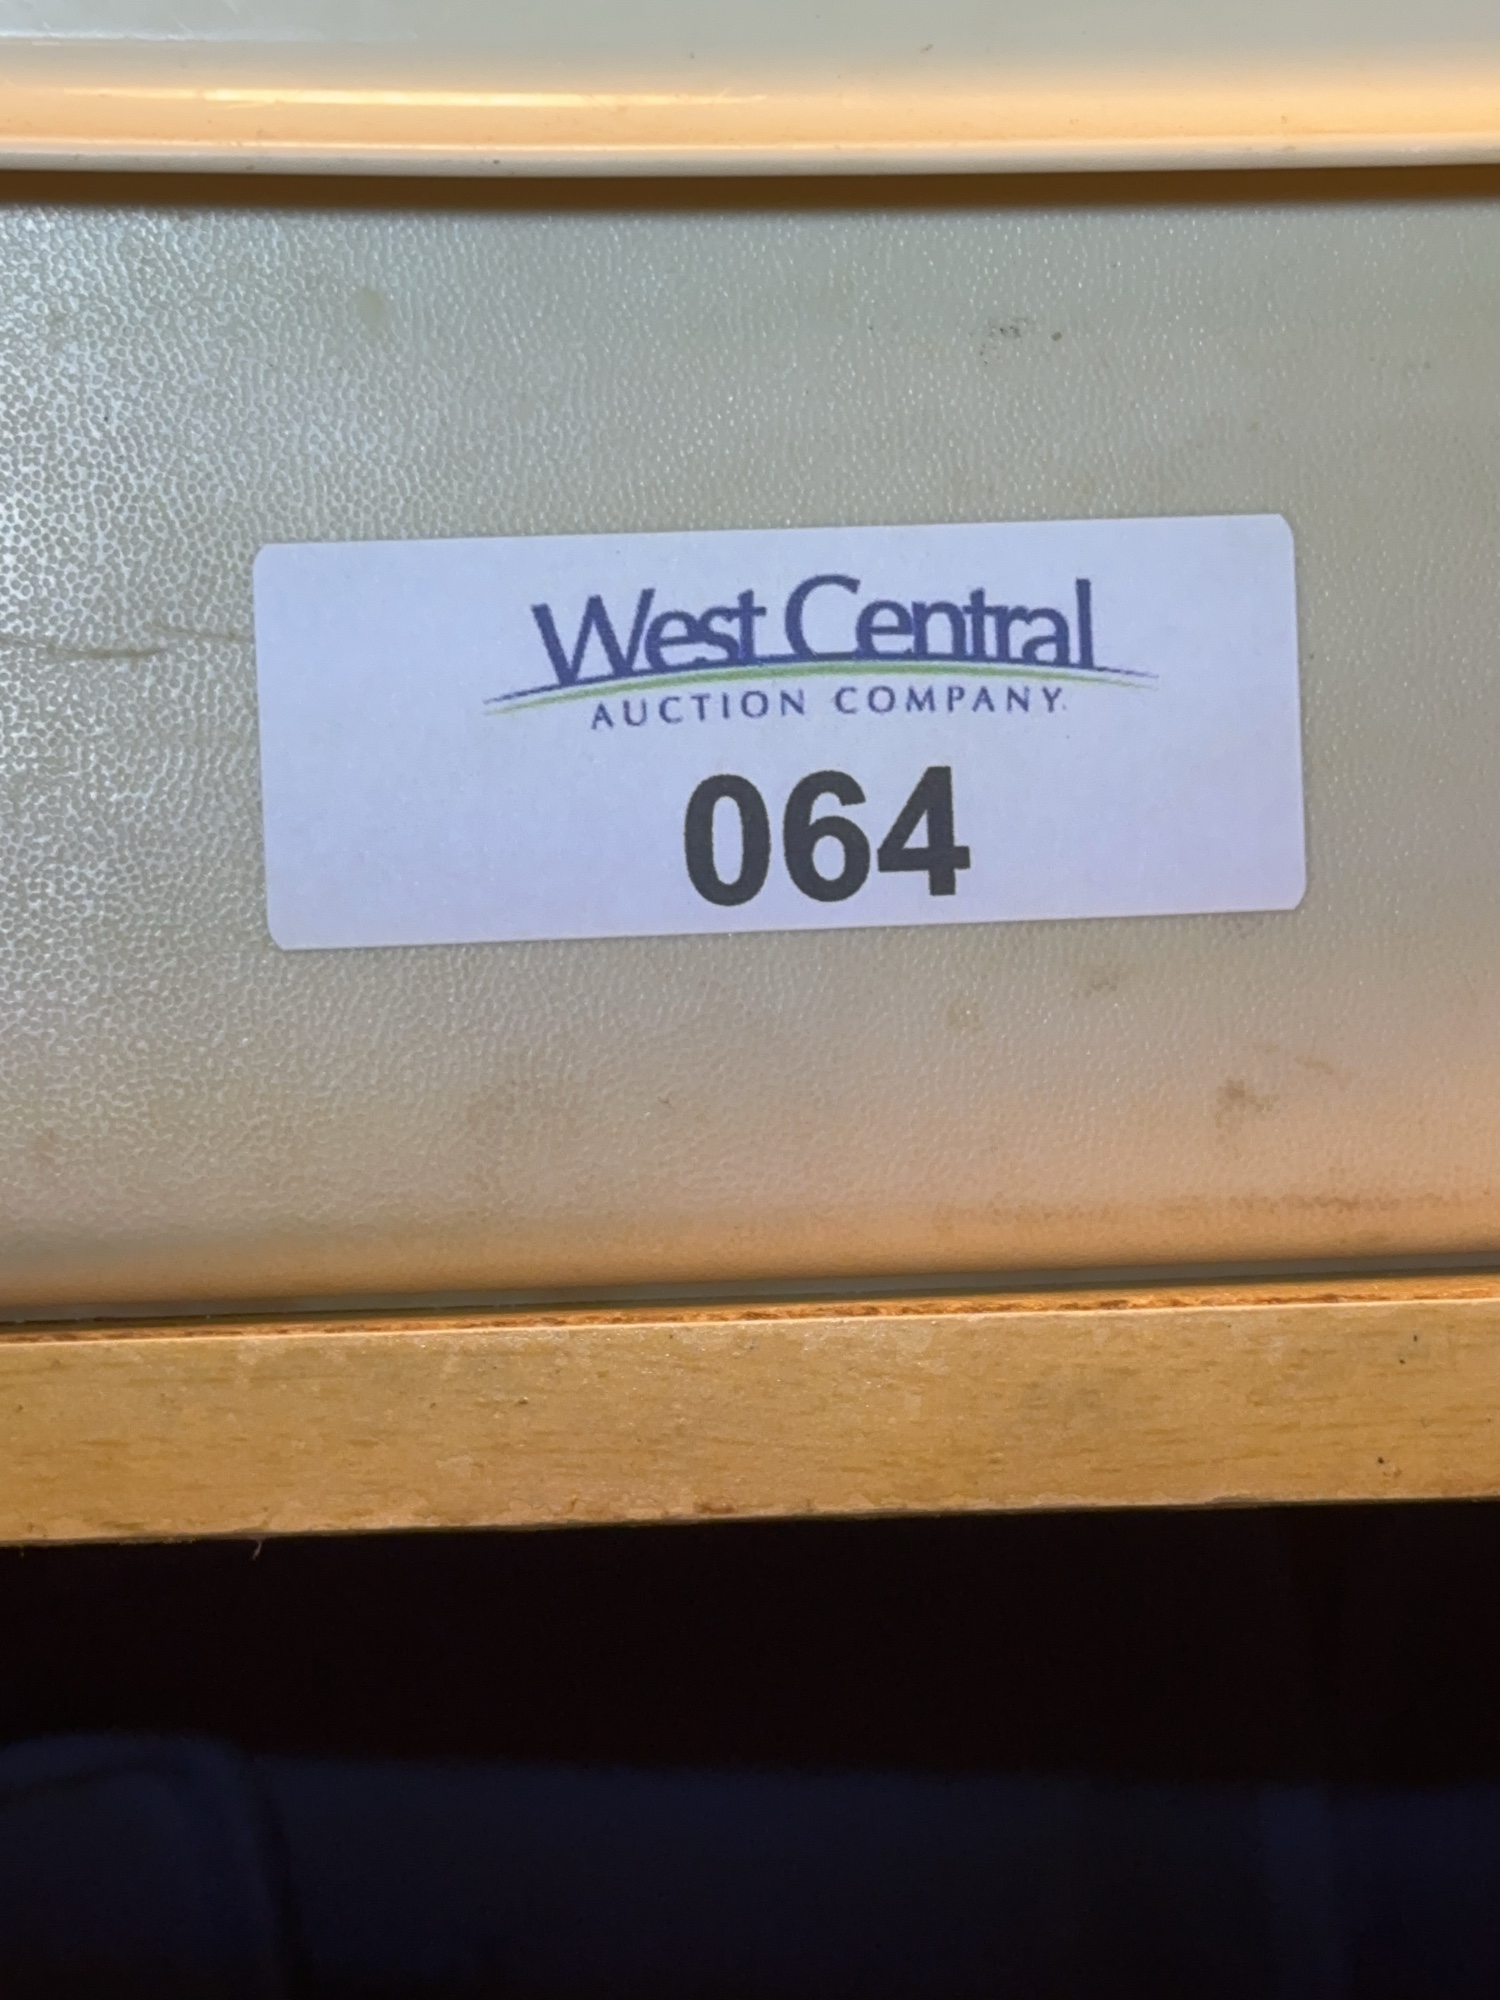 West Central
AUCTION COMPANY.
064